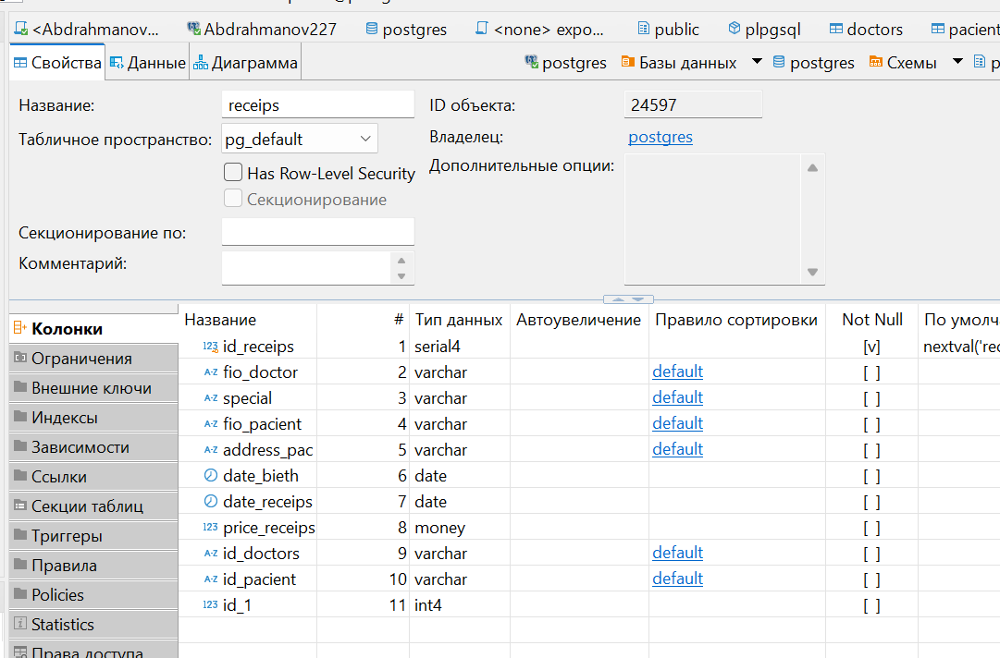 <Abdrahmanov... Abdrahmanov227 postgres <none> expo... public plpgsql doctors pacient
Свойства Данные Диаграмма postgres Базы данных postgres Схемы
Название: receips ID объекта: 24597
Табличное пространство: pg_default Владелец: postgres
Has Row-Level Security Дополнительные опции:
Секционирование
Секционирование по:
Комментарий:
Колонки
Ограничения
Внешние ключи
Индексы
Зависимости
Ссылки
Секции таблиц
Триггеры
Правила
Policies
Statistics
Права доступа
Название # Тип данных Автоувеличение Правило сортировки Not Null По умолч
123 id_receips 1 serial4 [v] nextval('rec
A-Z fio_doctor 2 varchar default [ ]
A-Z special 3 varchar default [ ]
A-Z fio_pacient 4 varchar default [ ]
A-Z address_pac 5 varchar default [ ]
date_bieth 6 date [ ]
date_receips 7 date [ ]
123 price_receips 8 money [ ]
A-Z id_doctors 9 varchar default [ ]
A-Z id_pacient 10 varchar default [ ]
123 id_1 11 int4 [ ]